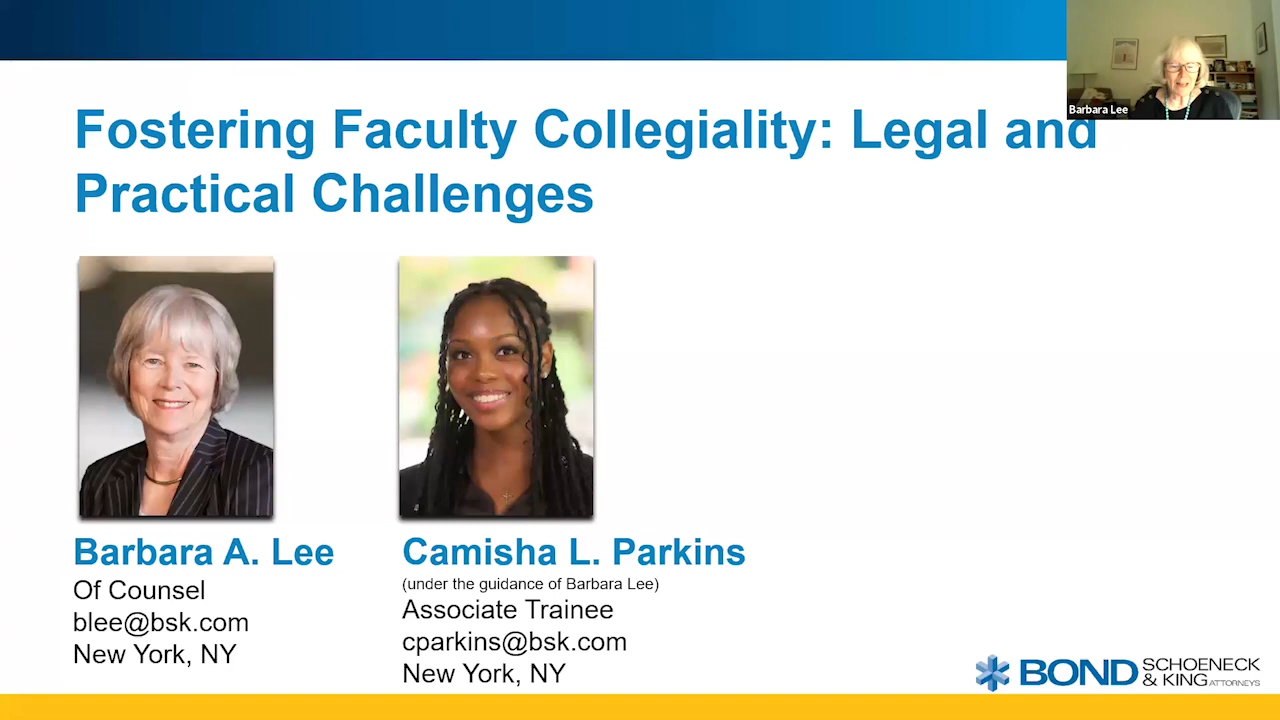 Barbara Lee
Fostering Faculty Collegiality: Legal and
Practical Challenges
Barbara A. Lee
Of Counsel
blee@bsk.com
New York, NY
Camisha L. Parkins
(under the guidance of Barbara Lee)
Associate Trainee
cparkins@bsk.com
New York, NY
BOND SCHOENECK
& KING ATTORNEYS